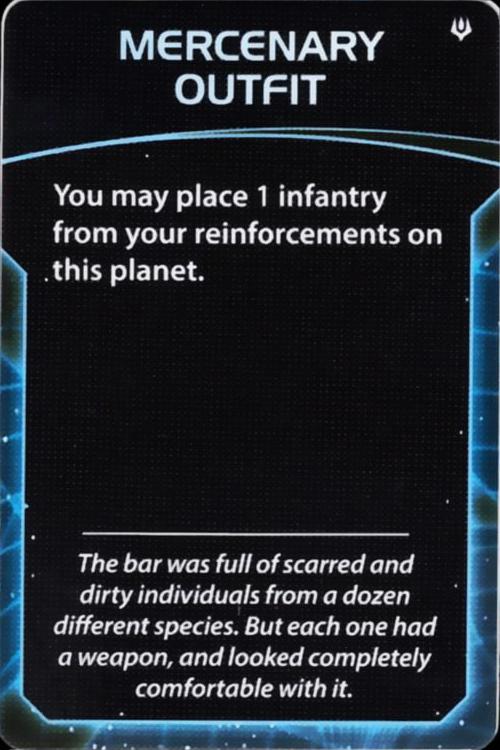 MERCENARY
OUTFIT
You may place 1 infantry
from your reinforcements on
this planet.
The bar was full of scarred and
dirty individuals from a dozen
different species. But each one had
a weapon, and looked completely
comfortable with it.